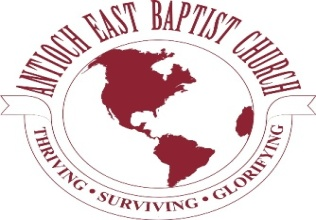 ANTIOCH EAST BAPTIST CHURCH
THRIVING • SURVIVING • GLORIFYING